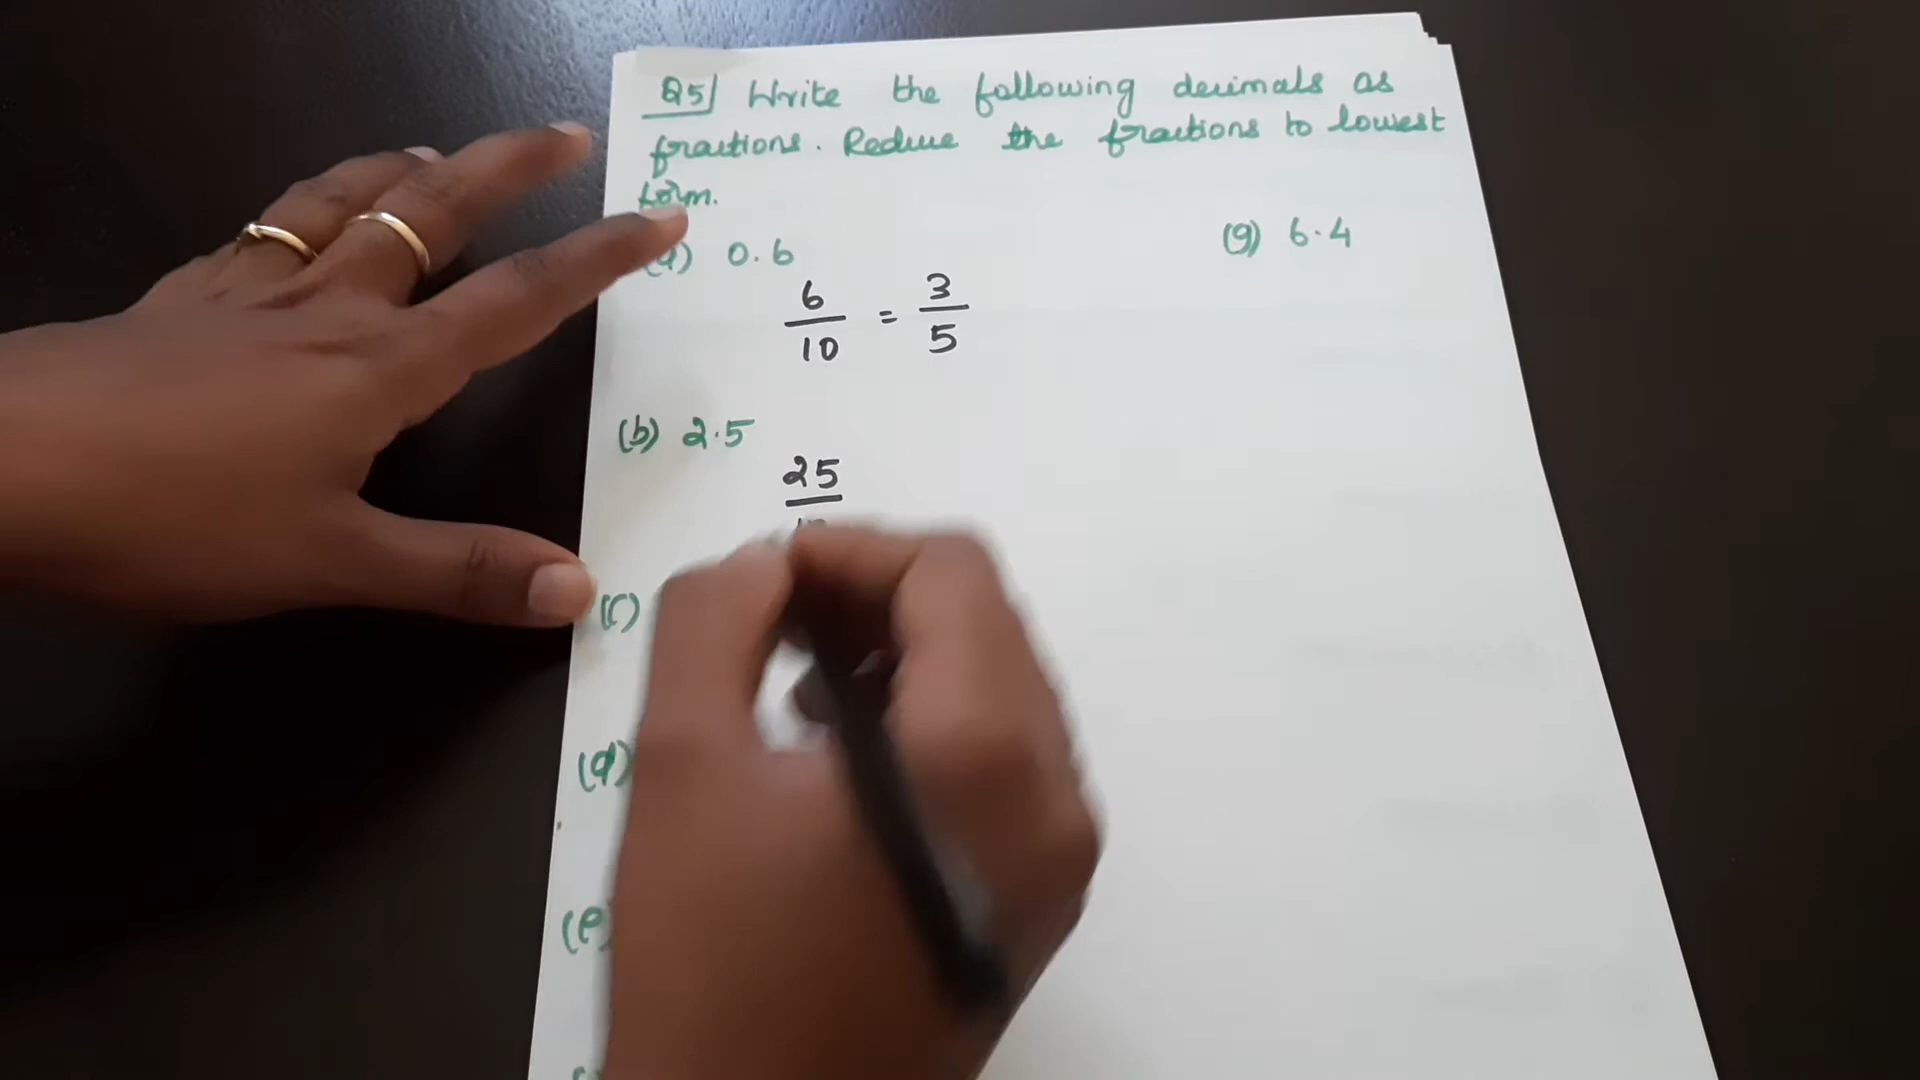 Q5) Write the following decimals as
fractions. Reduce the fractions to lowest
form.
(a) 0.6
6/10 = 3/5
(g) 6.4
(b) 2.5
25
(c)
(d)
(e)